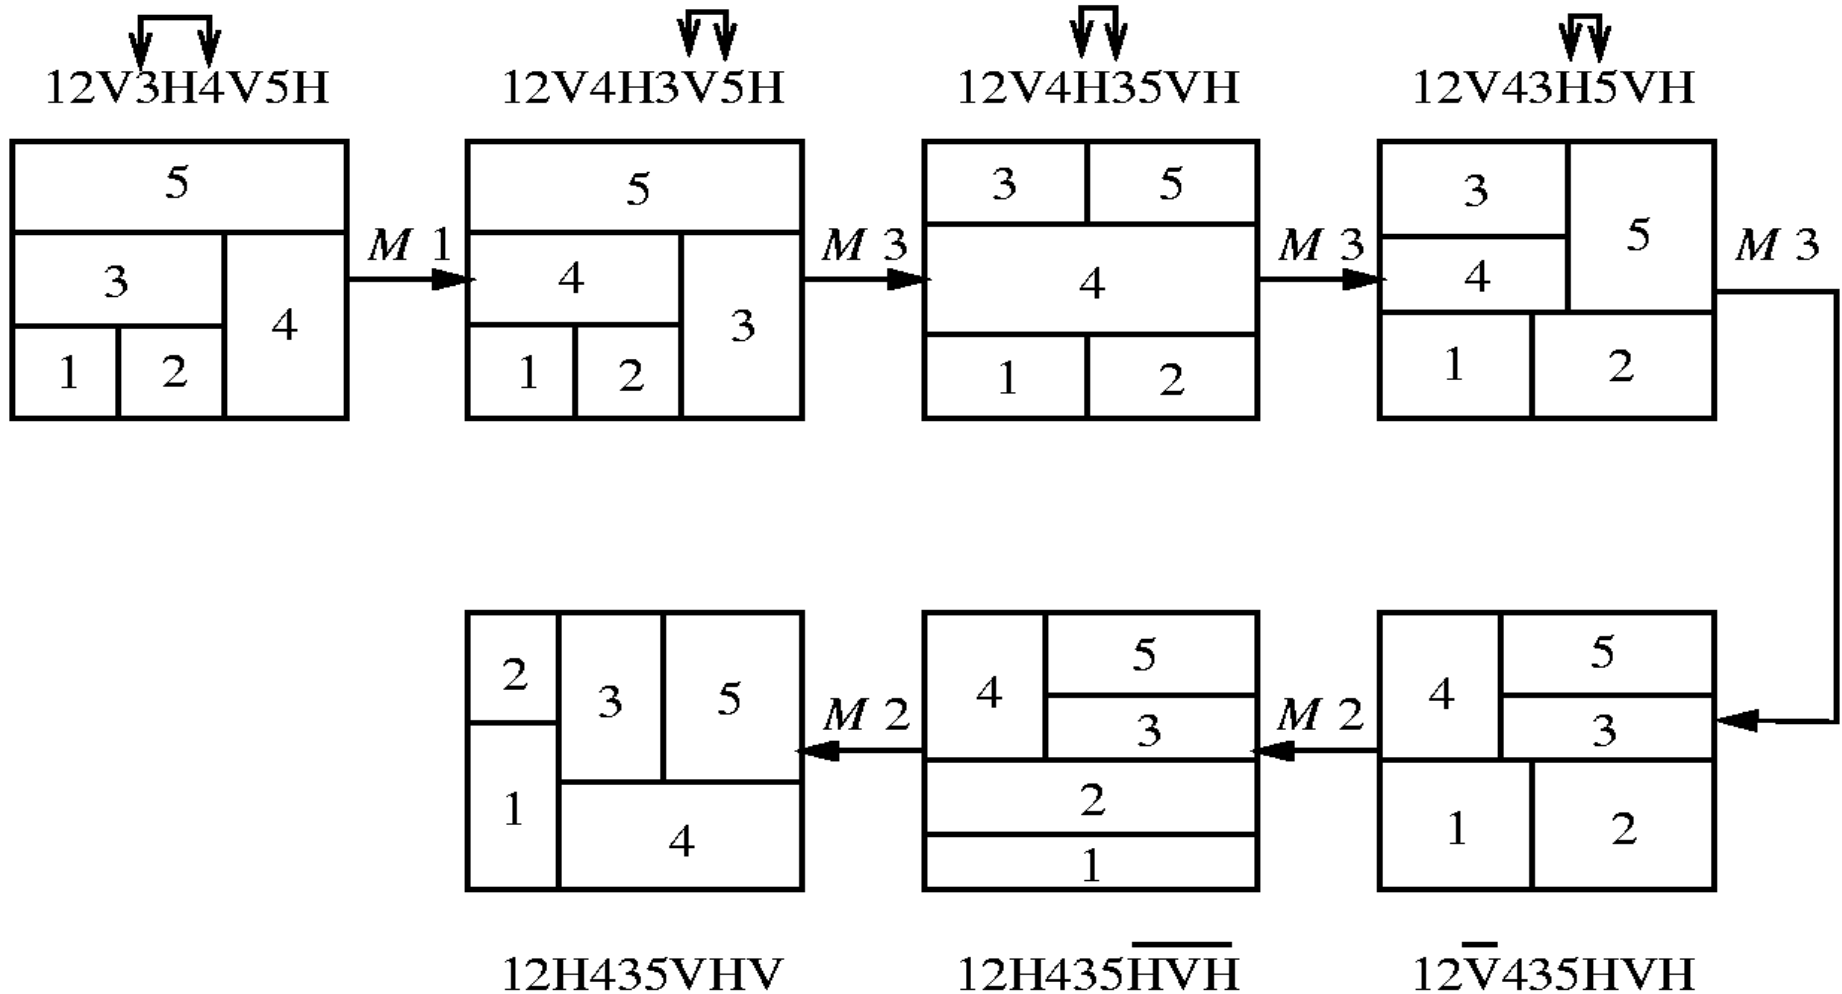 12V3H4V5H 12V4H3V5H 12V4H35VH 12V43H5VH
5 5 3 5 3 5
3 4 M 1 4 3 M 3 4 M 3 4 M 3
1 2 1 2 1 2 1 2
2 3 5 M 2 4 5 M 2 4 5
3 3
1 4 2 1 2
1
12H435VHV 12H435HVH 12V435HVH